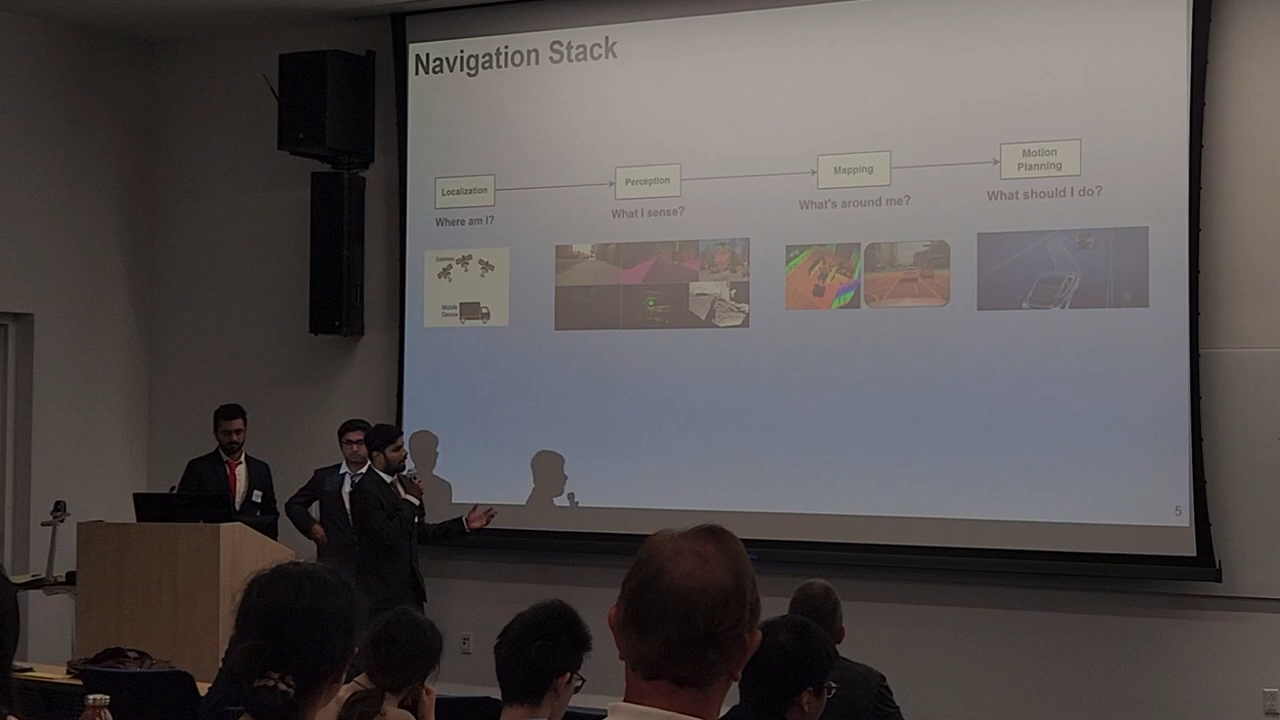 Navigation Stack
Localization
Perception
Mapping
Motion
Planning
Where am I?
What I sense?
What's around me?
What should I do?
Satellites
Mobile
Device
5